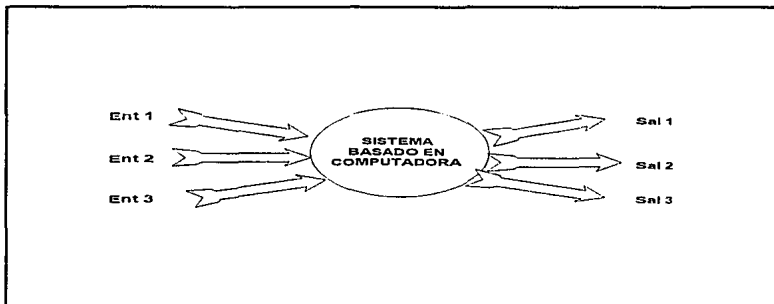 Ent 1
Ent 2
Ent 3
SISTEMA
BASADO EN
COMPUTADORA
Sal 1
Sal 2
Sal 3